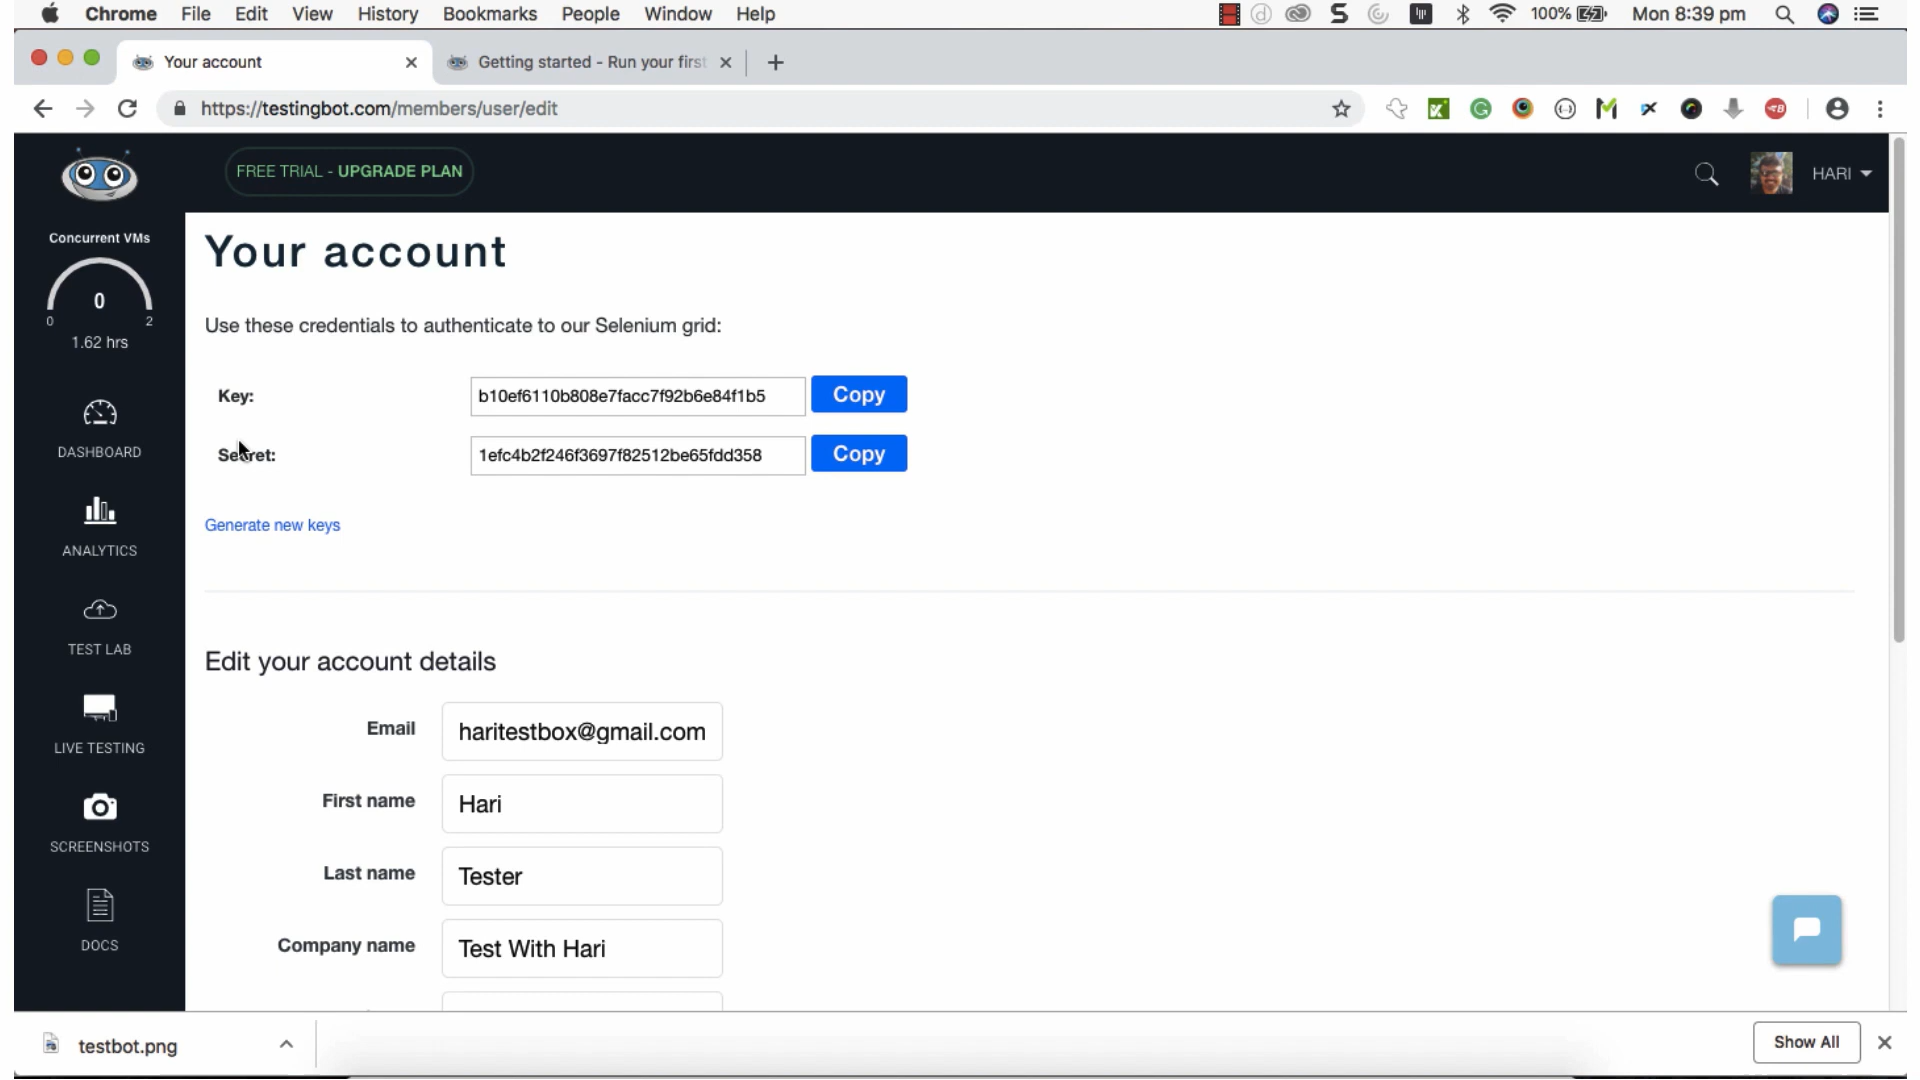 Chrome File Edit View History Bookmarks People Window Help 100% Mon 8:39 pm
Your account Getting started - Run your first
https://testingbot.com/members/user/edit
FREE TRIAL - UPGRADE PLAN HARI
Concurrent VMs
0
0 2
1.62 hrs
DASHBOARD
ANALYTICS
TEST LAB
LIVE TESTING
SCREENSHOTS
DOCS
Your account
Use these credentials to authenticate to our Selenium grid:
Key: b10ef6110b808e7facc7f92b6e84f1b5 Copy
Secret: 1efc4b2f246f3697f82512be65fdd358 Copy
Generate new keys
Edit your account details
Email haritestbox@gmail.com
First name Hari
Last name Tester
Company name Test With Hari
testbot.png Show All